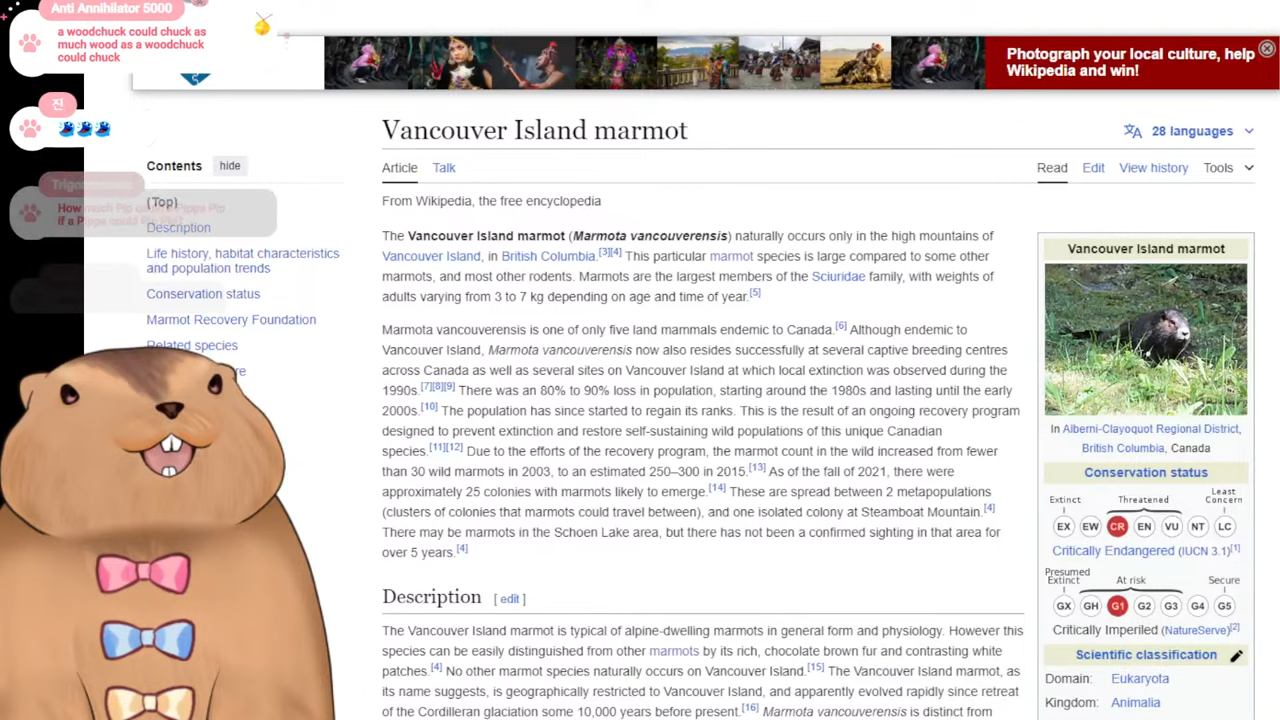 Anti Annihilator 5000
a woodchuck could chuck as
much wood as a woodchuck
could chuck
진
How much Pip could a Pippa Pip
if a Pippa could Pip Pip?
Photograph your local culture, help
Wikipedia and win!
Vancouver Island marmot
28 languages
Contents
hide
(Top)
Description
Life history, habitat characteristics
and population trends
Conservation status
Marmot Recovery Foundation
Related species
Article
Talk
Read
Edit
View history
Tools
From Wikipedia, the free encyclopedia
The Vancouver Island marmot (Marmota vancouverensis) naturally occurs only in the high mountains of
Vancouver Island, in British Columbia.[3][4] This particular marmot species is large compared to some other
marmots, and most other rodents. Marmots are the largest members of the Sciuridae family, with weights of
adults varying from 3 to 7 kg depending on age and time of year.[5]
Marmota vancouverensis is one of only five land mammals endemic to Canada.[6] Although endemic to
Vancouver Island, Marmota vancouverensis now also resides successfully at several captive breeding centres
across Canada as well as several sites on Vancouver Island at which local extinction was observed during the
1990s.[7][8][9] There was an 80% to 90% loss in population, starting around the 1980s and lasting until the early
2000s.[10] The population has since started to regain its ranks. This is the result of an ongoing recovery program
designed to prevent extinction and restore self-sustaining wild populations of this unique Canadian
species.[11][12] Due to the efforts of the recovery program, the marmot count in the wild increased from fewer
than 30 wild marmots in 2003, to an estimated 250–300 in 2015.[13] As of the fall of 2021, there were
approximately 25 colonies with marmots likely to emerge.[14] These are spread between 2 metapopulations
(clusters of colonies that marmots could travel between), and one isolated colony at Steamboat Mountain.[4]
There may be marmots in the Schoen Lake area, but there has not been a confirmed sighting in that area for
over 5 years.[4]
Description [ edit ]
The Vancouver Island marmot is typical of alpine-dwelling marmots in general form and physiology. However this
species can be easily distinguished from other marmots by its rich, chocolate brown fur and contrasting white
patches.[4] No other marmot species naturally occurs on Vancouver Island.[15] The Vancouver Island marmot, as
its name suggests, is geographically restricted to Vancouver Island, and apparently evolved rapidly since retreat
of the Cordilleran glaciation some 10,000 years before present.[16] Marmota vancouverensis is distinct from
Vancouver Island marmot
In Alberni-Clayoquot Regional District,
British Columbia, Canada
Conservation status
Extinct
Threatened
Least
Concern
EX EW CR EN VU NT LC
Critically Endangered (IUCN 3.1)[1]
Presumed
Extinct
At risk
Secure
GX GH G1 G2 G3 G4 G5
Critically Imperiled (NatureServe)[2]
Scientific classification
Domain: Eukaryota
Kingdom: Animalia